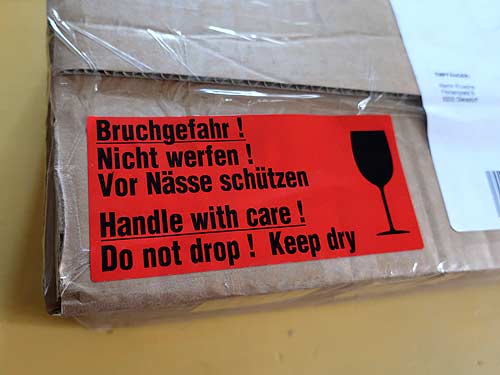 Bruchgefahr !
Nicht werfen !
Vor Nässe schützen
Handle with care !
Do not drop ! Keep dry